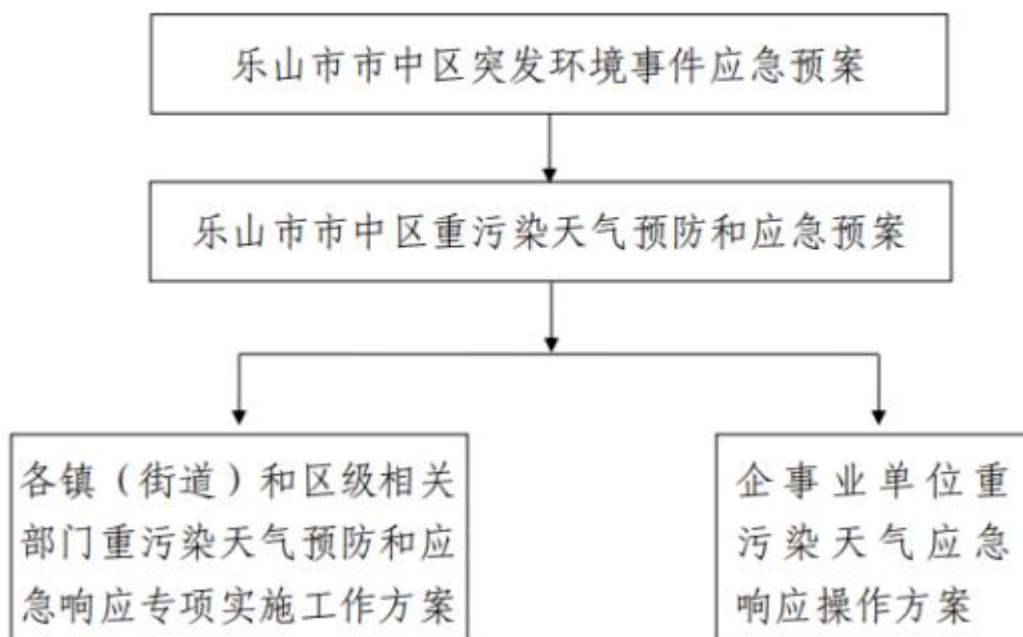 乐山市市中区突发环境事件应急预案
乐山市市中区重污染天气预防和应急预案
各镇（街道）和区级相关
部门重污染天气预防和应
急响应专项实施工作方案
企事业单位重
污染天气应急
响应操作方案